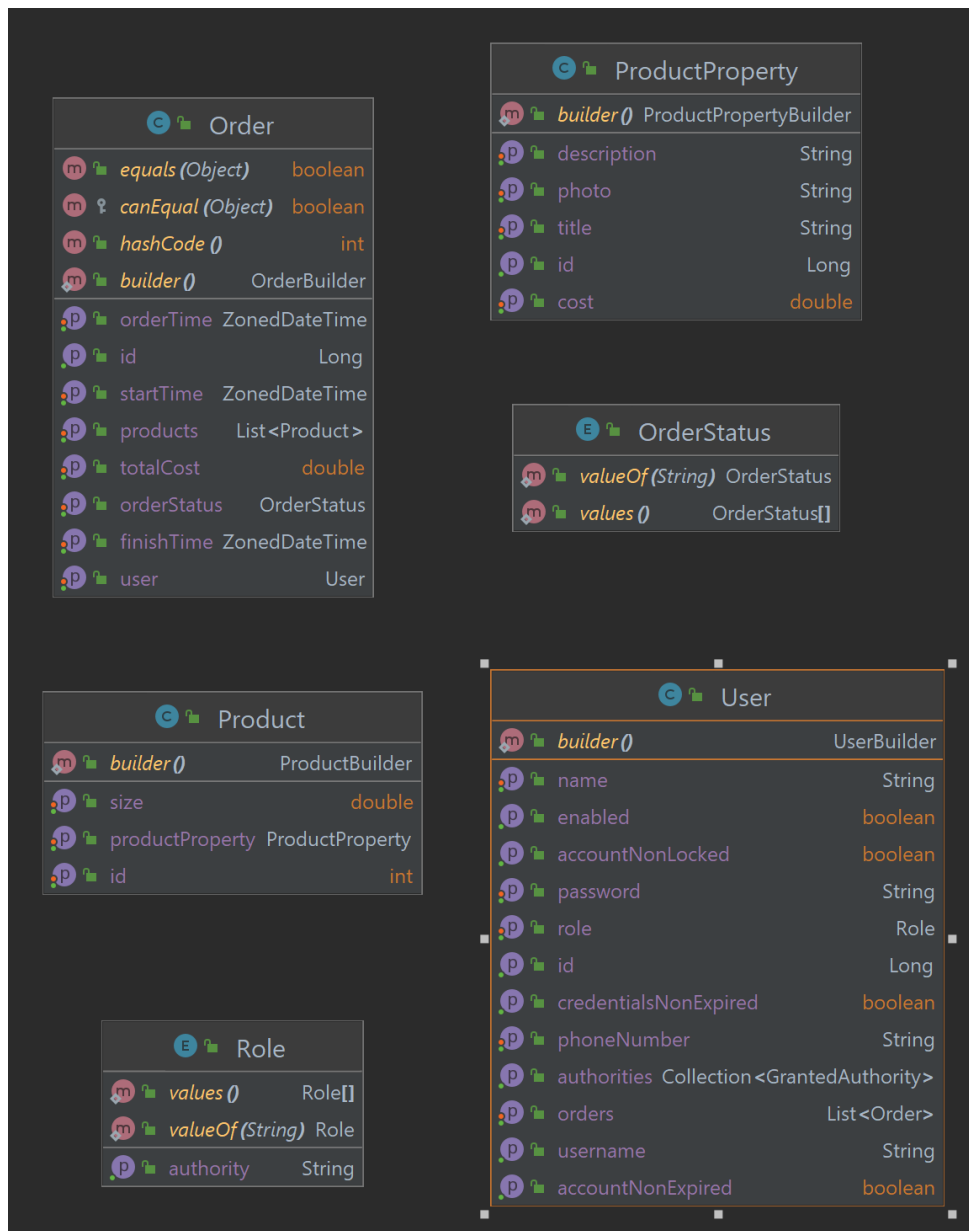 Order
equals(Object) boolean
canEqual(Object) boolean
hashCode() int
builder() OrderBuilder
orderTime ZonedDateTime
id Long
startTime ZonedDateTime
products List<Product>
totalCost double
orderStatus OrderStatus
finishTime ZonedDateTime
user User
ProductProperty
builder() ProductPropertyBuilder
description String
photo String
title String
id Long
cost double
OrderStatus
valueOf(String) OrderStatus
values() OrderStatus[]
Product
builder() ProductBuilder
size double
productProperty ProductProperty
id int
User
builder() UserBuilder
name String
enabled boolean
accountNonLocked boolean
password String
role Role
id Long
credentialsNonExpired boolean
phoneNumber String
authorities Collection<GrantedAuthority>
orders List<Order>
username String
accountNonExpired boolean
Role
values() Role[]
valueOf(String) Role
authority String